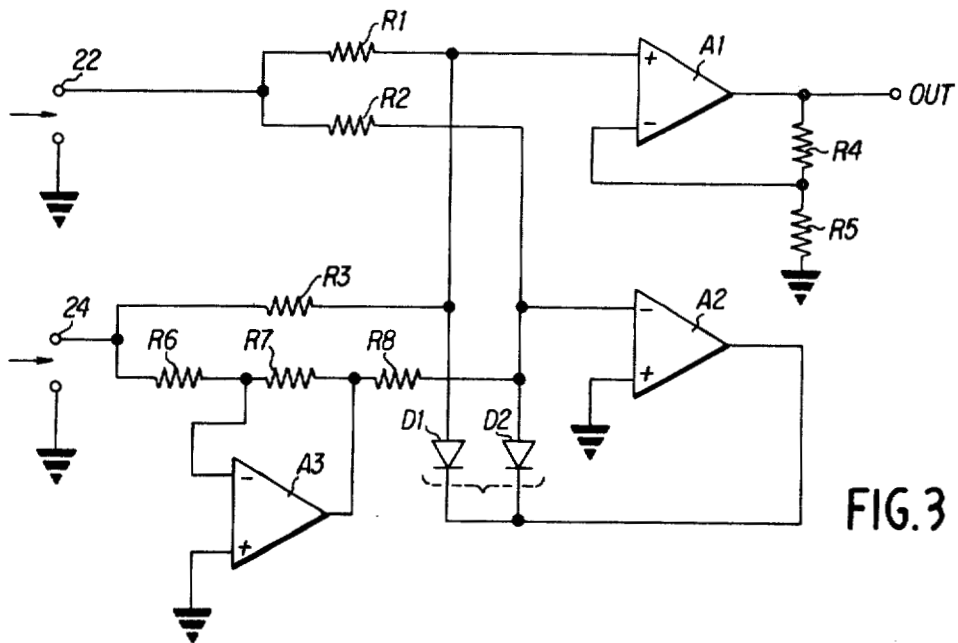 R1
A1
22
+
R2
OUT
−
R4
R5
R3
24
A2
−
R6
R7
R8
+
D1
D2
A3
−
FIG.3
+